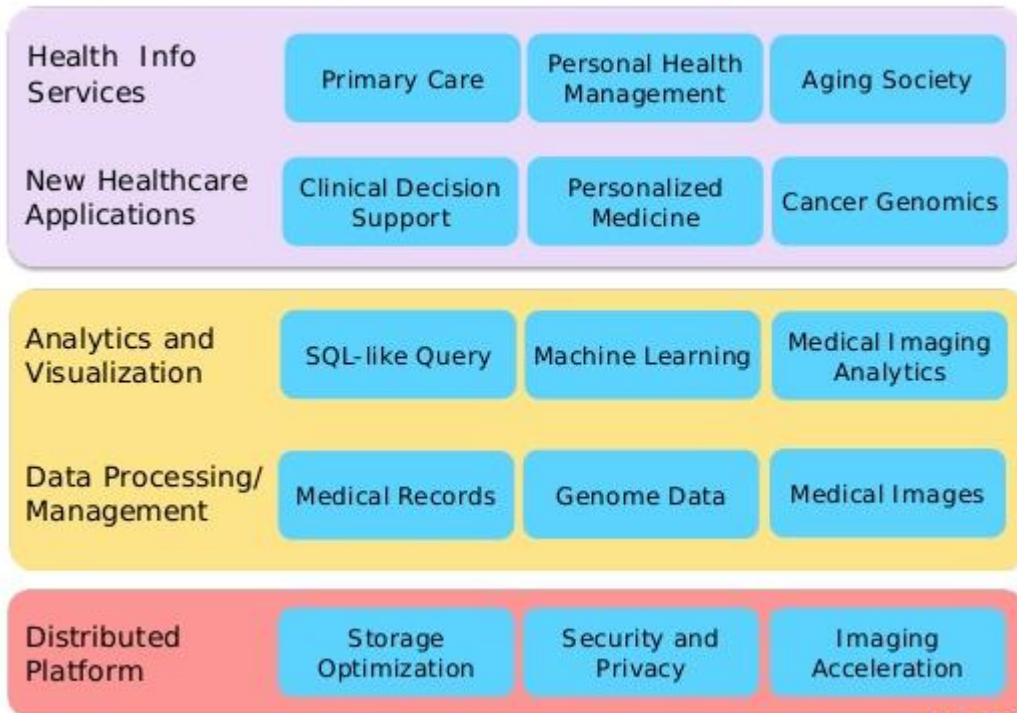 Health Info
Services
Primary Care
Personal Health
Management
Aging Society
New Healthcare
Applications
Clinical Decision
Support
Personalized
Medicine
Cancer Genomics
Analytics and
Visualization
SQL-like Query
Machine Learning
Medical Imaging
Analytics
Data Processing/
Management
Medical Records
Genome Data
Medical Images
Distributed
Platform
Storage
Optimization
Security and
Privacy
Imaging
Acceleration